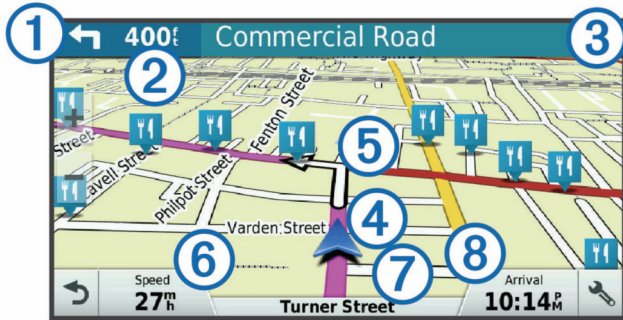 1
400ft
Commercial Road
3
2
Fenton Street
5
Street
Lavell Street
Philpot Street
Varden Street
4
6
7
8
Speed
27mh
Turner Street
Arrival
10:14PM